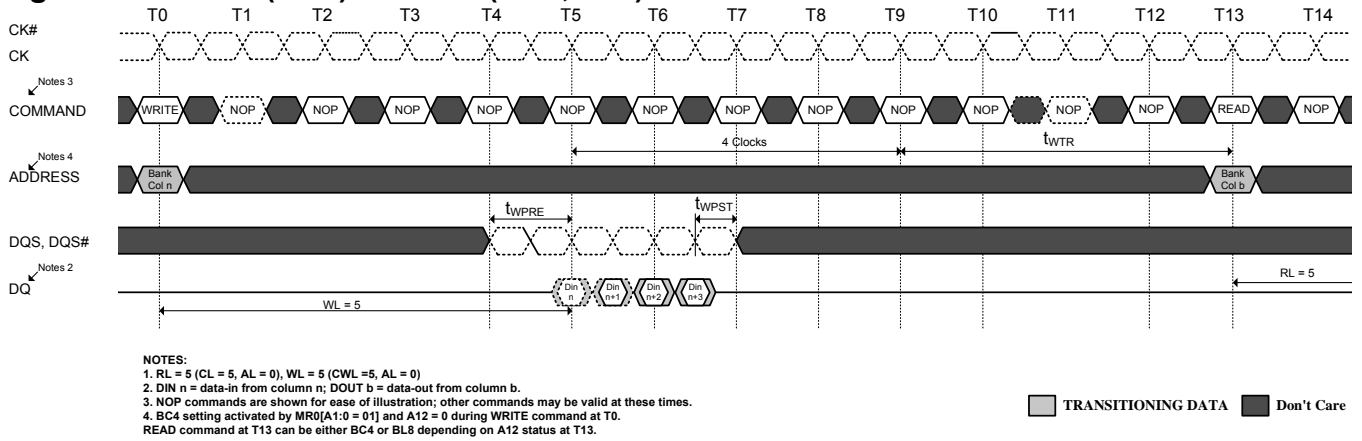 T0 T1 T2 T3 T4 T5 T6 T7 T8 T9 T10 T11 T12 T13 T14
CK#
CK
Notes 3
COMMAND WRITE NOP NOP NOP NOP NOP NOP NOP NOP NOP NOP NOP NOP READ NOP
4 Clocks tWTR
Notes 4
ADDRESS Bank Col n Bank Col b
tWPRE tWPST
DQS, DQS#
Notes 2
DQ Din n Din n+1 Din n+2 Din n+3 RL = 5
WL = 5
NOTES:
1. RL = 5 (CL = 5, AL = 0), WL = 5 (CWL =5, AL = 0)
2. DIN n = data-in from column n; DOUT b = data-out from column b.
3. NOP commands are shown for ease of illustration; other commands may be valid at these times.
4. BC4 setting activated by MR0[A1:0 = 01] and A12 = 0 during WRITE command at T0.
READ command at T13 can be either BC4 or BL8 depending on A12 status at T13.
TRANSITIONING DATA Don't Care